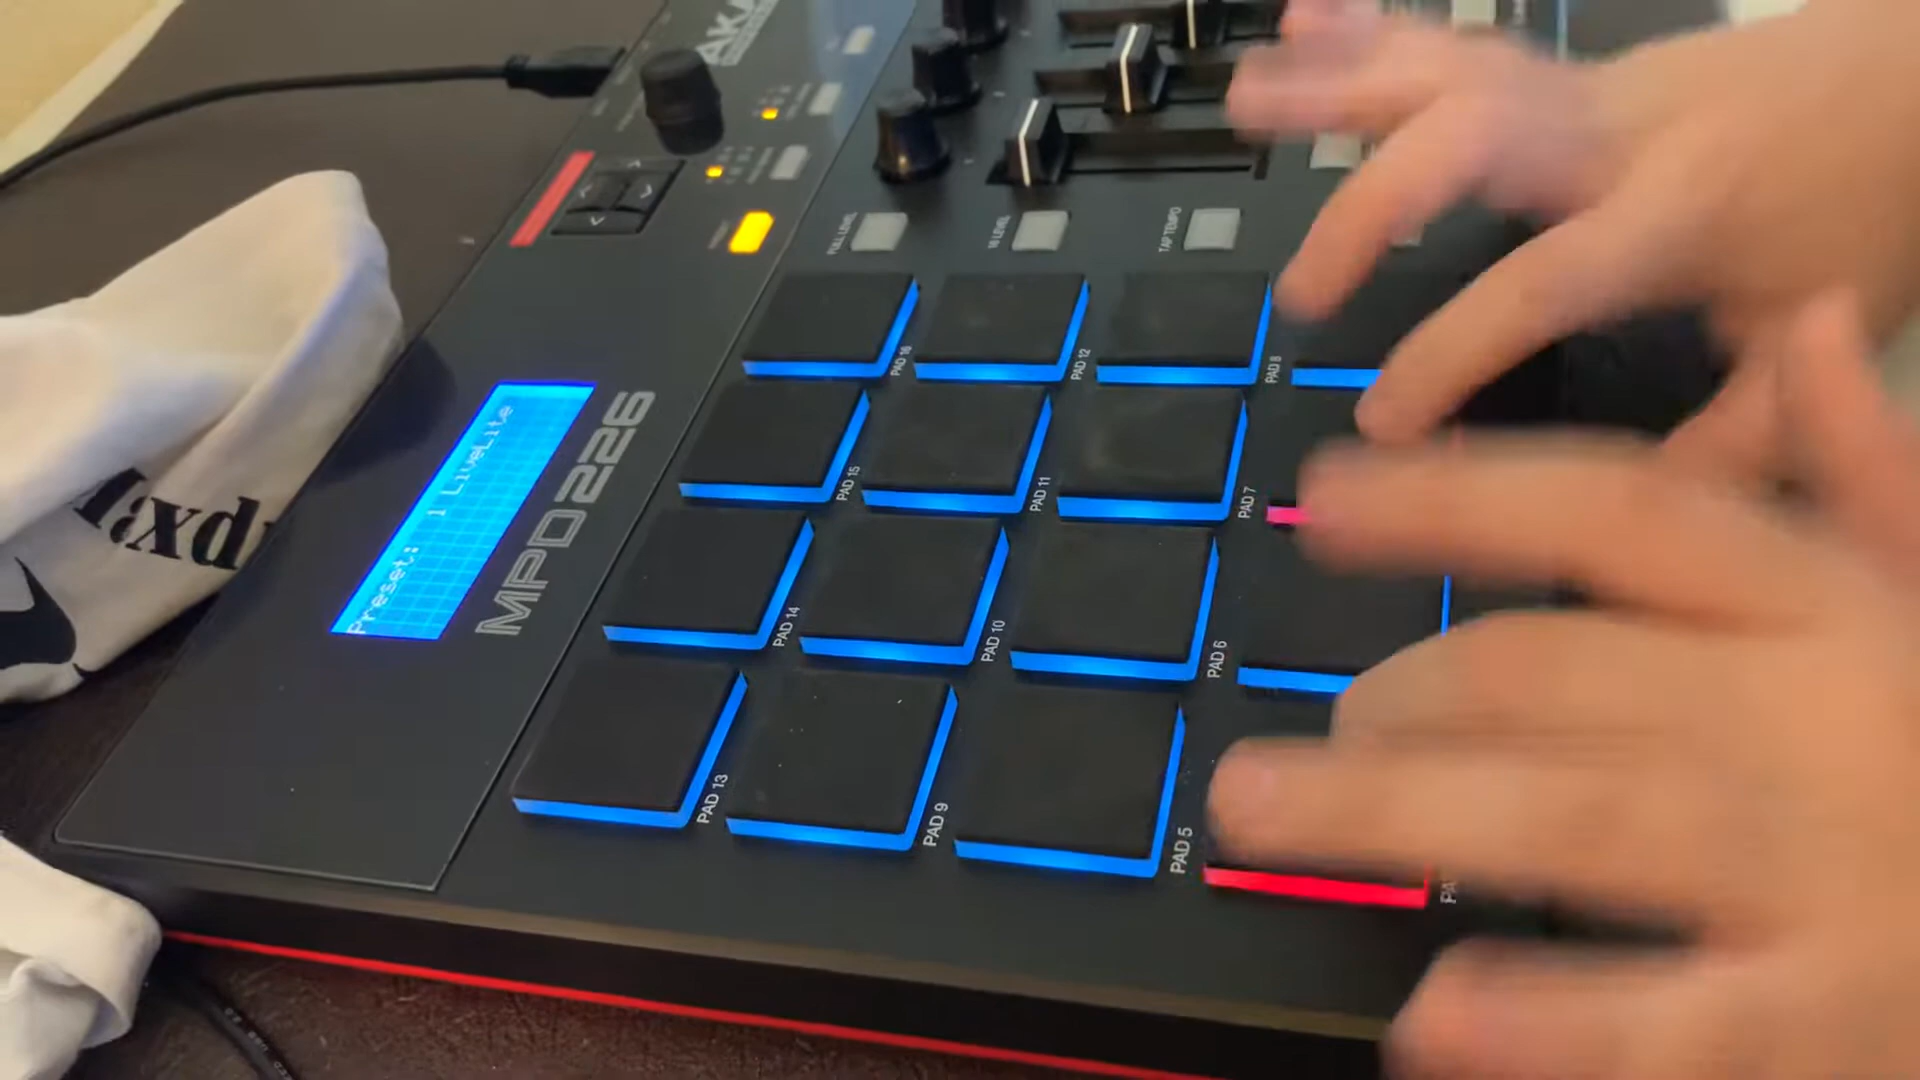 AKAI
FULL LEVEL
16 LEVEL
TAP TEMPO
Preset: 1 LiveLite
MPD226
PAD 16
PAD 12
PAD 8
PAD 15
PAD 11
PAD 7
PAD 14
PAD 10
PAD 6
PAD 13
PAD 9
PAD 5